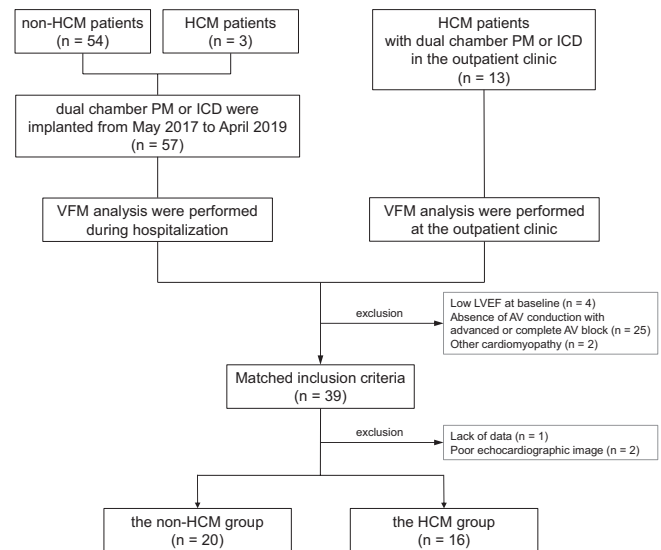 non-HCM patients
(n = 54)
HCM patients
(n = 3)
HCM patients
with dual chamber PM or ICD
in the outpatient clinic
(n = 13)
dual chamber PM or ICD were
implanted from May 2017 to April 2019
(n = 57)
VFM analysis were performed
during hospitalization
VFM analysis were performed
at the outpatient clinic
exclusion
Low LVEF at baseline (n = 4)
Absence of AV conduction with
advanced or complete AV block (n = 25)
Other cardiomyopathy (n = 2)
Matched inclusion criteria
(n = 39)
exclusion
Lack of data (n = 1)
Poor echocardiographic image (n = 2)
the non-HCM group
(n = 20)
the HCM group
(n = 16)